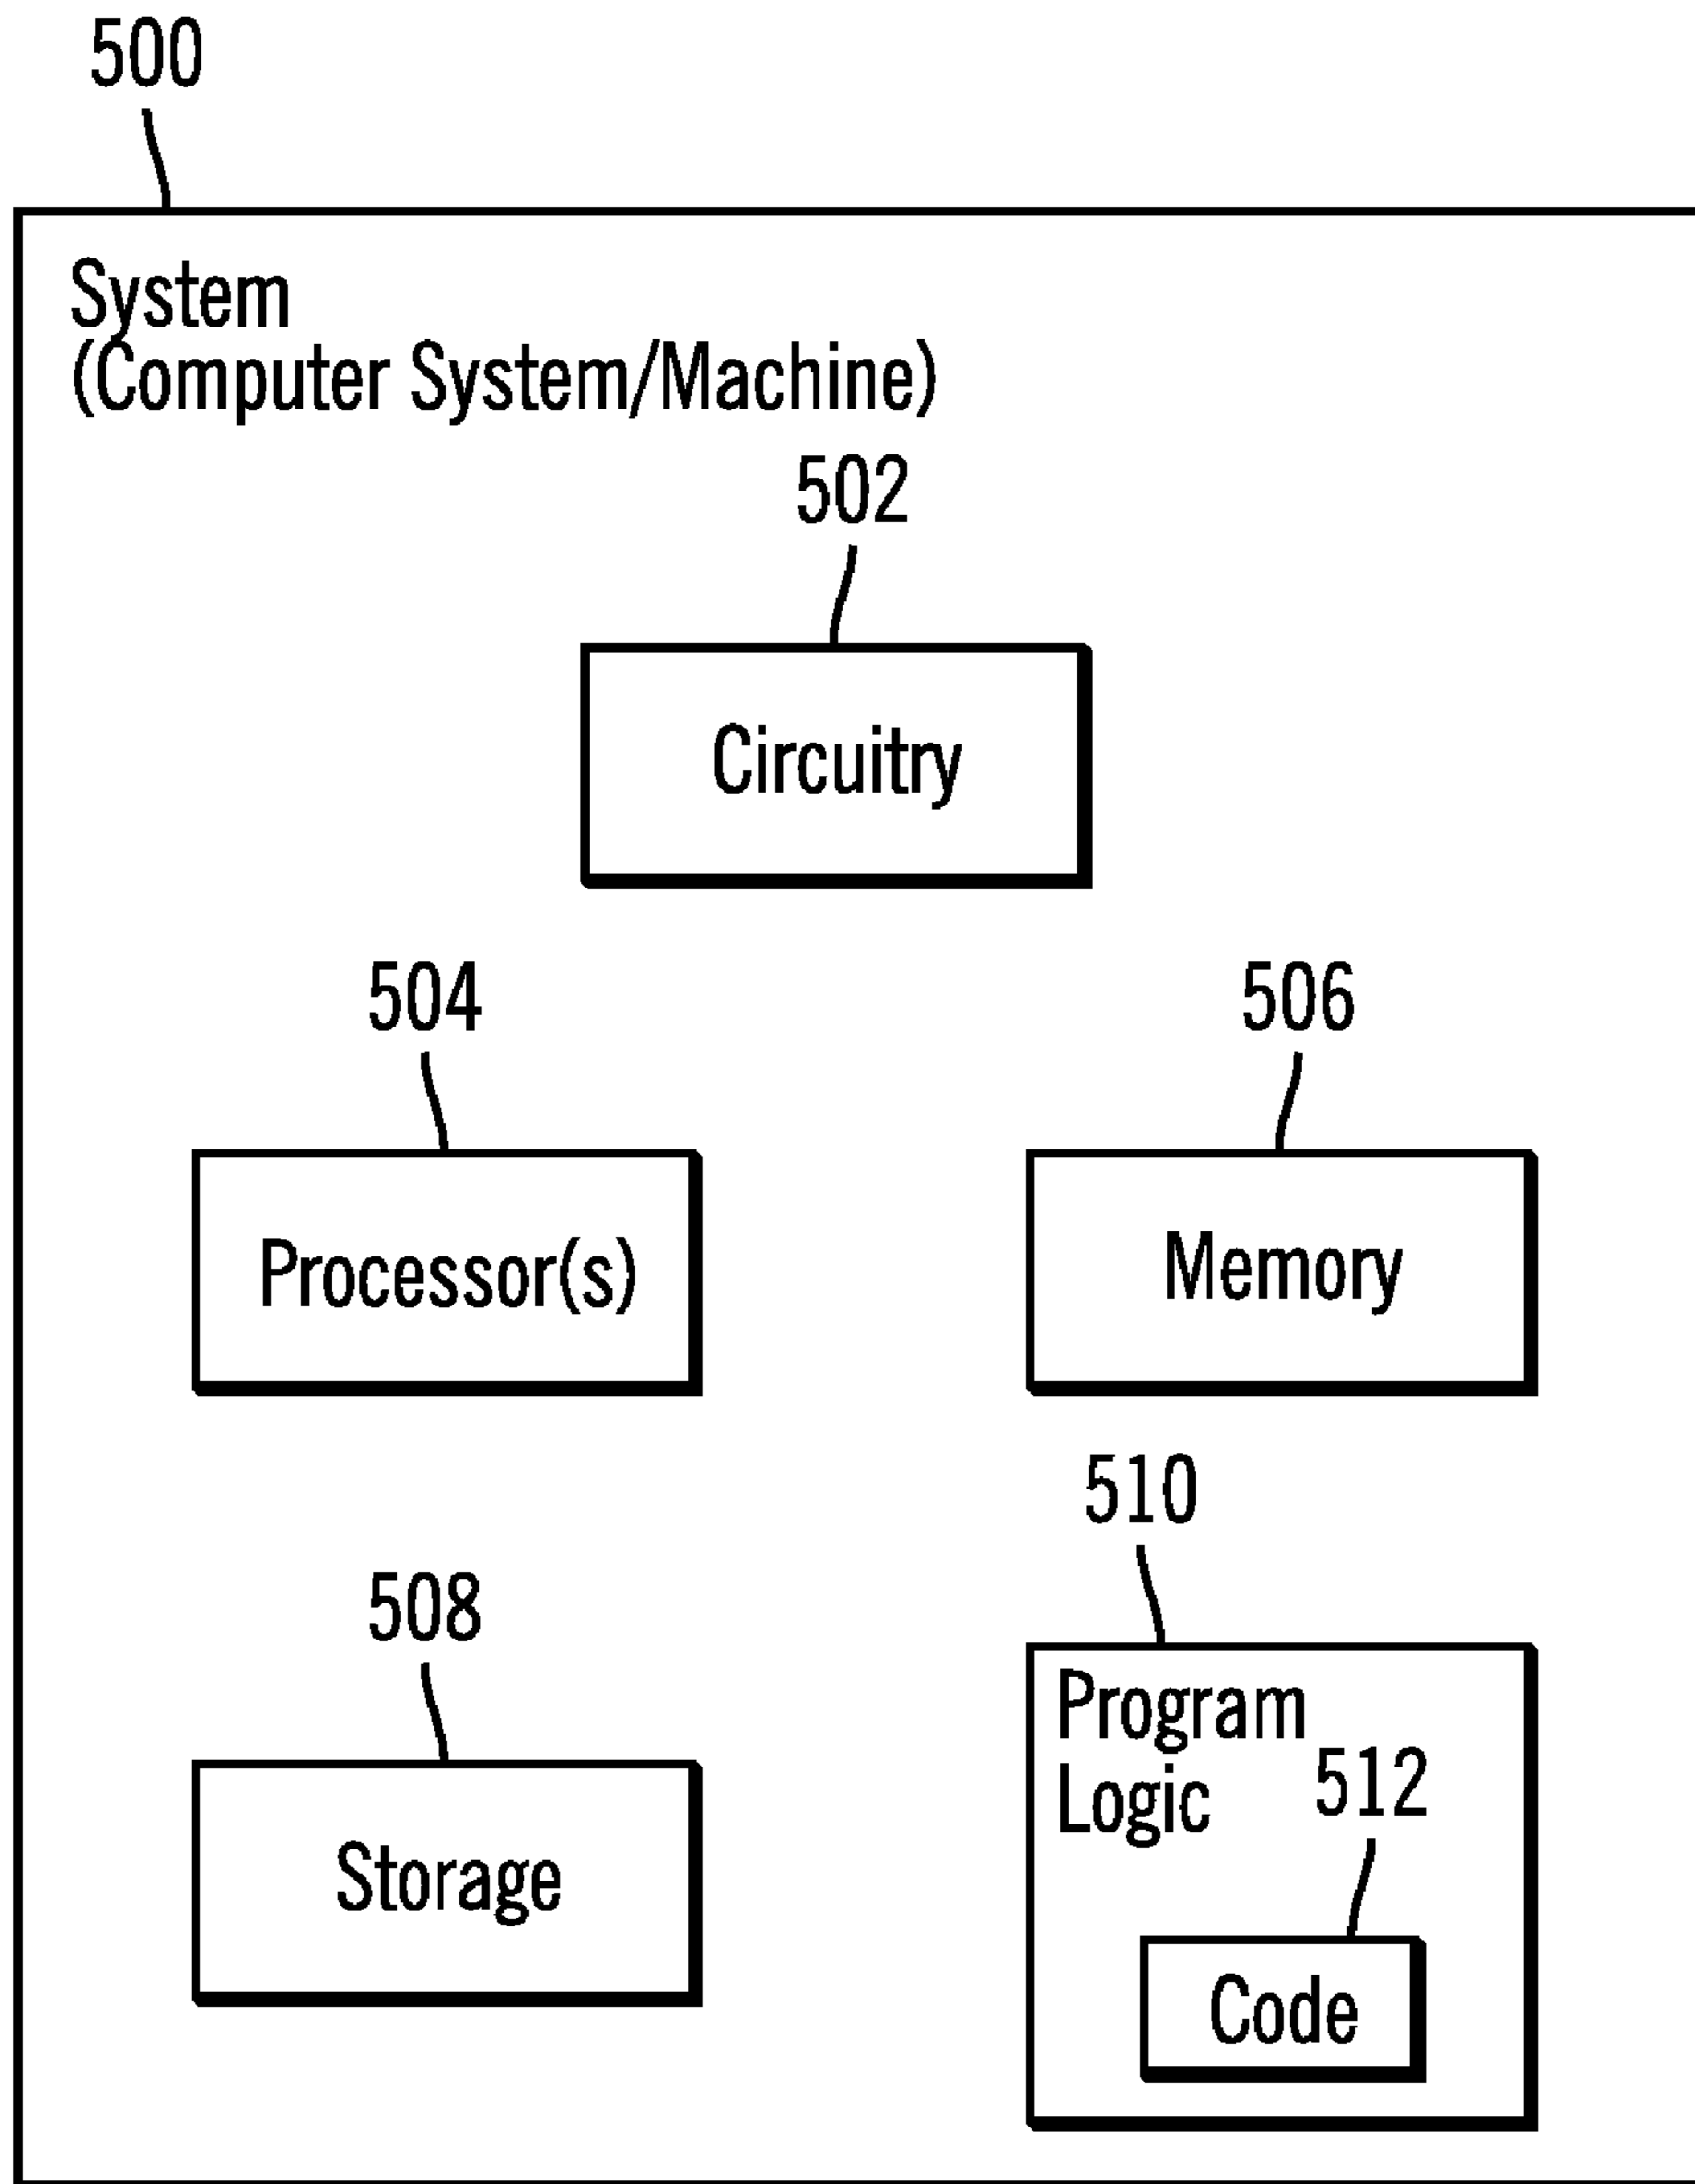 500
System
(Computer System/Machine)
502
Circuitry
504
506
Processor(s)
Memory
510
508
Program
Logic
512
Storage
Code